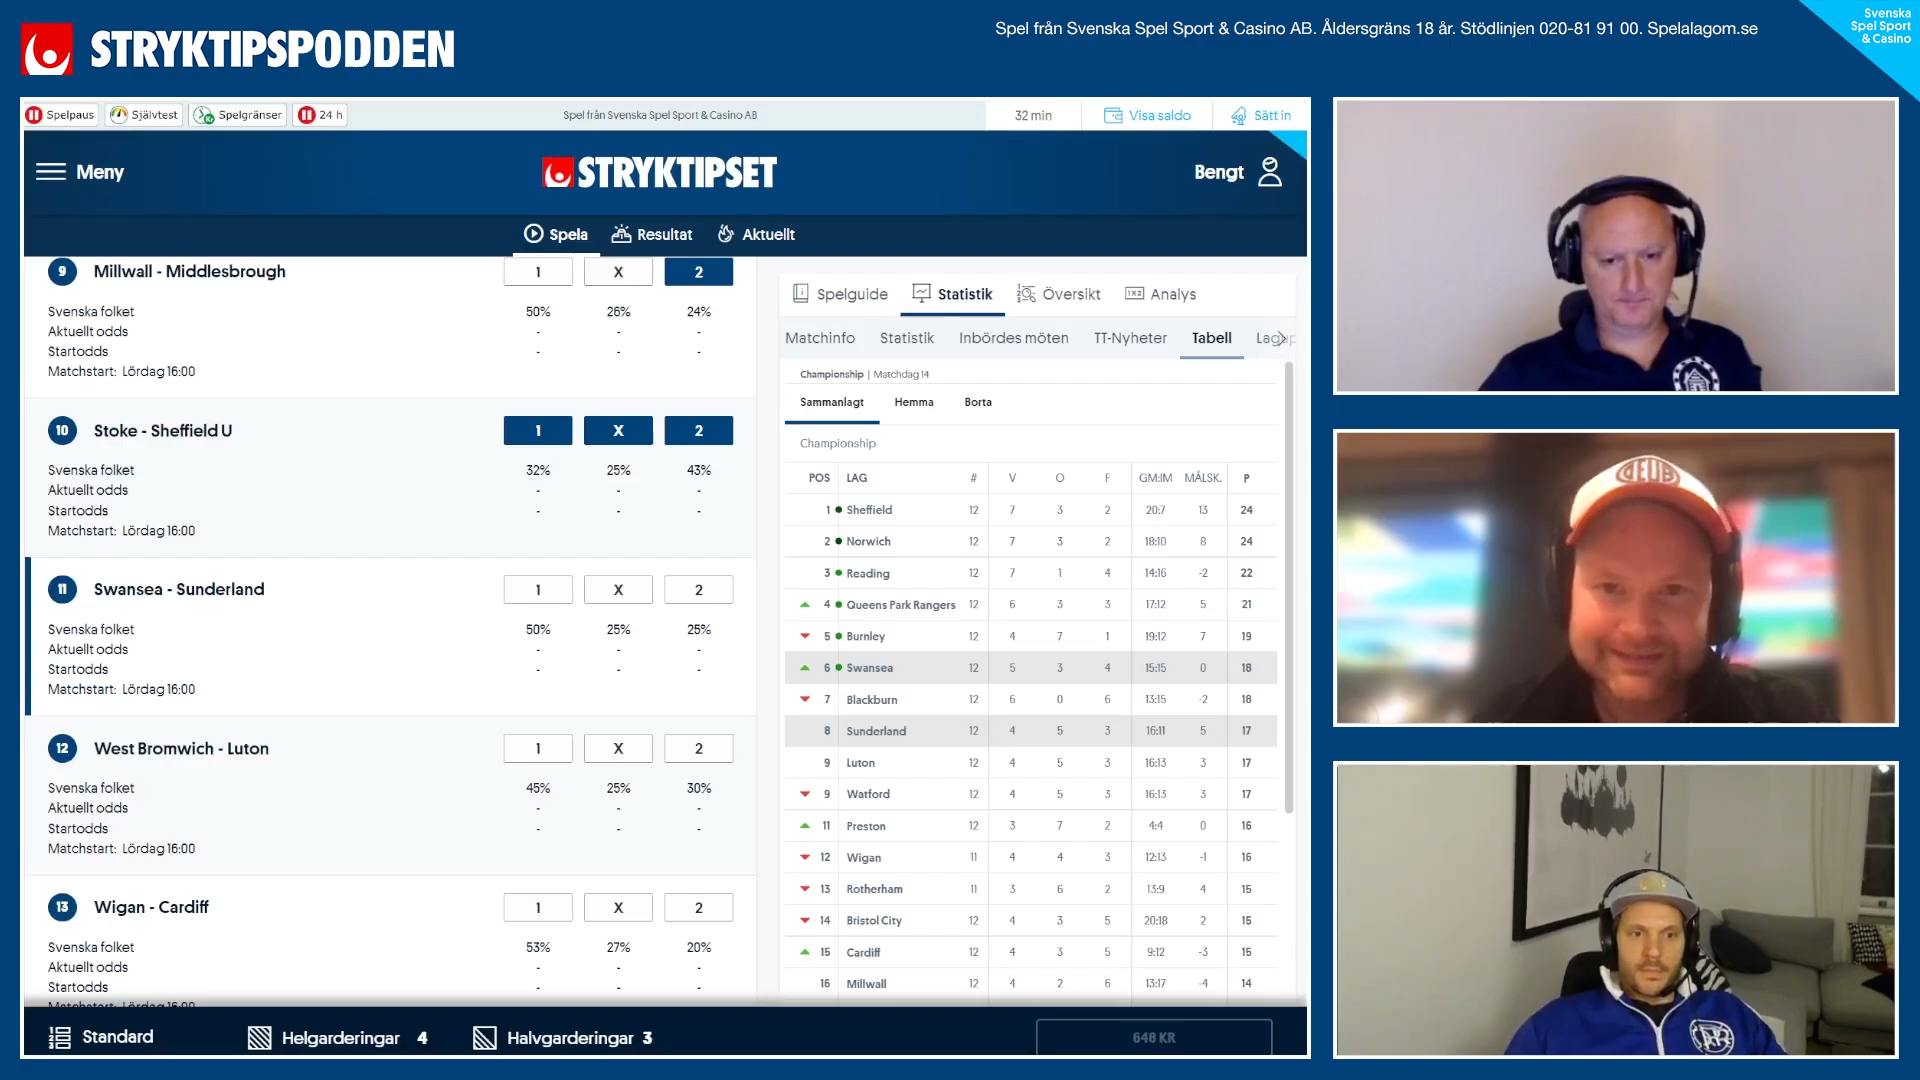 STRYKTIPSPODDEN
Spel från Svenska Spel Sport & Casino AB. Åldersgräns 18 år. Stödlinjen 020-81 91 00. Spelalagom.se
Svenska
Spel Sport
& Casino
Spelpaus Självtest Spelgränser 24 h
Spel från Svenska Spel Sport & Casino AB
32 min Visa saldo Sätt in
Meny
STRYKTIPSET
Bengt
Spela Resultat Aktuellt
9 Millwall - Middlesbrough 1 X 2
Svenska folket 50% 26% 24%
Aktuellt odds - - -
Startodds - - -
Matchstart: Lördag 16:00
10 Stoke - Sheffield U 1 X 2
Svenska folket 32% 25% 43%
Aktuellt odds - - -
Startodds - - -
Matchstart: Lördag 16:00
11 Swansea - Sunderland 1 X 2
Svenska folket 50% 25% 25%
Aktuellt odds - - -
Startodds - - -
Matchstart: Lördag 16:00
12 West Bromwich - Luton 1 X 2
Svenska folket 45% 25% 30%
Aktuellt odds - - -
Startodds - - -
Matchstart: Lördag 16:00
13 Wigan - Cardiff 1 X 2
Svenska folket 53% 27% 20%
Aktuellt odds - - -
Startodds - - -
Matchstart: Lördag 16:00
Spelguide Statistik Översikt 1X2 Analys
Matchinfo Statistik Inbördes möten TT-Nyheter Tabell
Championship | Matchdag 14
Sammanlagt Hemma Borta
Championship
POS LAG # V O F GM:IM MÅLSK. P
1 Sheffield 12 7 3 2 20:7 13 24
2 Norwich 12 7 3 2 18:10 8 24
3 Reading 12 7 1 4 14:16 -2 22
4 Queens Park Rangers 12 6 3 3 17:12 5 21
5 Burnley 12 4 7 1 19:12 7 19
6 Swansea 12 5 3 4 15:15 0 18
7 Blackburn 12 6 0 6 13:15 -2 18
8 Sunderland 12 4 5 3 16:11 5 17
9 Luton 12 4 5 3 16:13 3 17
9 Watford 12 4 5 3 16:13 3 17
11 Preston 12 3 7 2 4:4 0 16
12 Wigan 11 4 4 3 12:13 -1 16
13 Rotherham 11 3 6 2 13:9 4 15
14 Bristol City 12 4 3 5 20:18 2 15
15 Cardiff 12 4 3 5 9:12 -3 15
16 Millwall 12 4 2 6 13:17 -4 14
Standard Helgarderingar 4 Halvgarderingar 3 648 KR